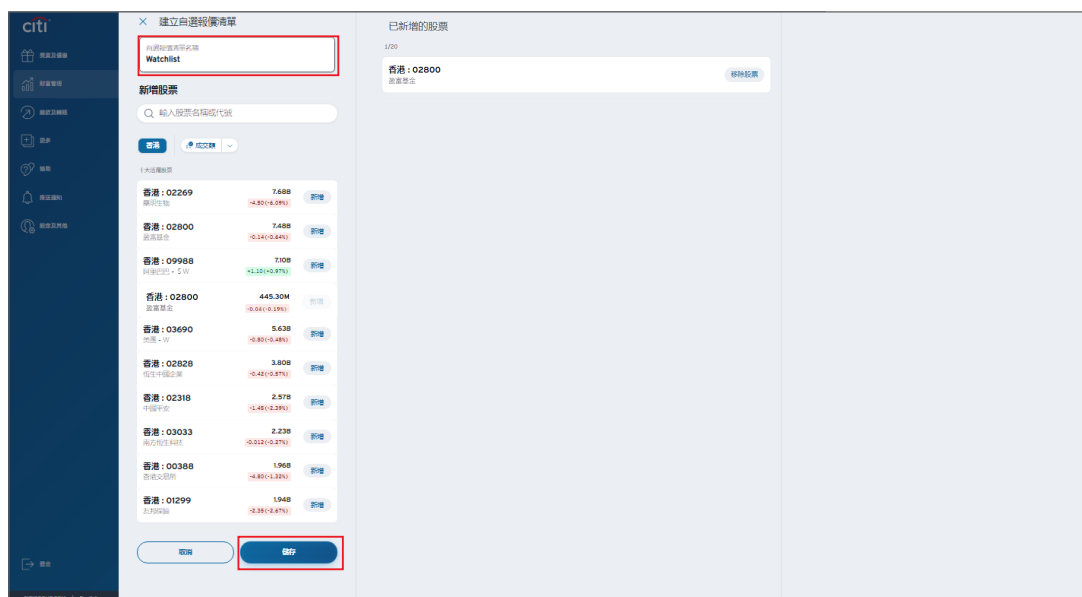 citi
建立自選報價清單
自選報價清單名稱
Watchlist
新增股票
輸入股票名稱或代號
香港
成交額
十大活躍股票
香港 : 02269
藥明生物
7.68B
-4.50 (-6.09%)
新增
香港 : 02800
盈富基金
7.48B
-0.14 (-0.64%)
新增
香港 : 09988
阿里巴巴 - S W
7.10B
+1.10 (+0.97%)
新增
香港 : 02800
盈富基金
445.30M
-0.04 (-0.19%)
新增
香港 : 03690
美團 - W
5.63B
-0.80 (-0.48%)
新增
香港 : 02828
恒生中國企業
3.80B
-0.42 (-0.57%)
新增
香港 : 02318
中國平安
2.57B
-1.45 (-2.39%)
新增
香港 : 03033
南方恒生科技
2.23B
-0.012 (-0.27%)
新增
香港 : 00388
香港交易所
1.96B
-4.80 (-1.32%)
新增
香港 : 01299
友邦保險
1.94B
-2.35 (-2.67%)
新增
取消
儲存
已新增的股票
1/20
香港 : 02800
盈富基金
移除股票